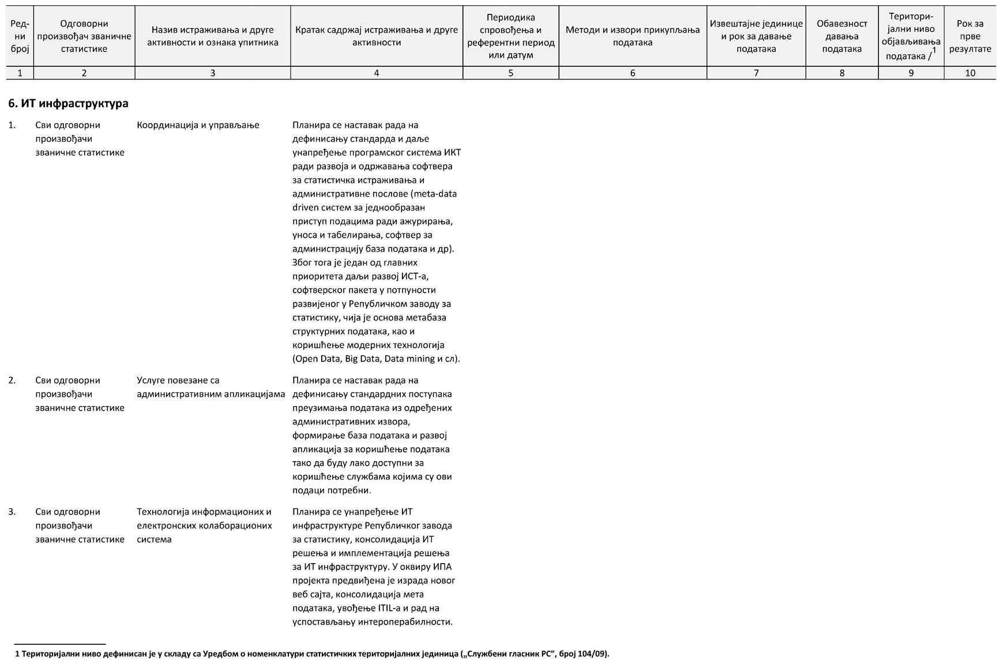 Ред-
ни
број
Одговорни
произвођач званичне
статистике
Назив истраживања и друге
активности и ознака упитника
Кратак садржај истраживања и друге
активности
Периодика
спровођења и
референтни период
или датум
Методи и извори прикупљања
података
Извештајне јединице
и рок за давање
података
Обавезност
давања
података
Територи-
јални ниво
објављивања
података /1
Рок за
прве
резултате
1 2 3 4 5 6 7 8 9 10
6. ИТ инфраструктура
1.
Сви одговорни
произвођачи
званичне статистике
Координација и управљање
Планира се наставак рада на
дефинисању стандарда и даље
унапређење програмског система ИКТ
ради развоја и одржавања софтвера
за статистичка истраживања и
административне послове (meta-data
driven систем за једнообразан
приступ подацима ради ажурирања,
уноса и табелирања, софтвер за
администрацију база података и др).
Због тога је један од главних
приоритета даљи развој ИСТ-а,
софтверског пакета у потпуности
развијеног у Републичком заводу за
статистику, чија је основа метабаза
структурних података, као и
коришћење модерних технологија
(Open Data, Big Data, Data mining и сл).
2.
Сви одговорни
произвођачи
званичне статистике
Услуге повезане са
административним апликацијама
Планира се наставак рада на
дефинисању стандардних поступака
преузимања података из одређених
административних извора,
формирање база података и развој
апликација за коришћење података
тако да буду лако доступни за
коришћење службама којима су ови
подаци потребни.
3.
Сви одговорни
произвођачи
званичне статистике
Технологија информационих и
електронских колаборационих
система
Планира се унапређење ИТ
инфраструктуре Републичког завода
за статистику, консолидација ИТ
решења и имплементација решења
за ИТ инфраструктуру. У оквиру ИПА
пројекта предвиђена је израда новог
веб сајта, консолидација мета
података, увођење ITIL-а и рад на
успостављању интероперабилности.
1 Територијални ниво дефинисан је у складу са Уредбом о номенклатури статистичких територијалних јединица („Службени гласник РС”, број 104/09).